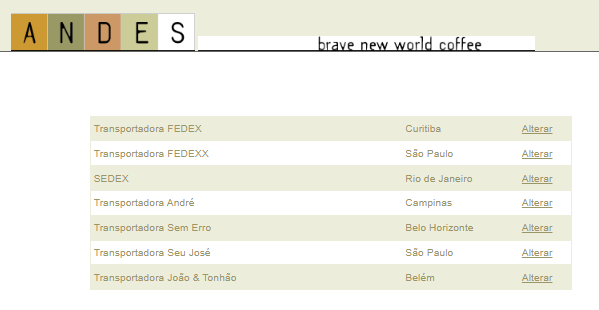 ANDES
brave new world coffee
Transportadora FEDEX Curitiba Alterar
Transportadora FEDEXX São Paulo Alterar
SEDEX Rio de Janeiro Alterar
Transportadora André Campinas Alterar
Transportadora Sem Erro Belo Horizonte Alterar
Transportadora Seu José São Paulo Alterar
Transportadora João & Tonhão Belém Alterar